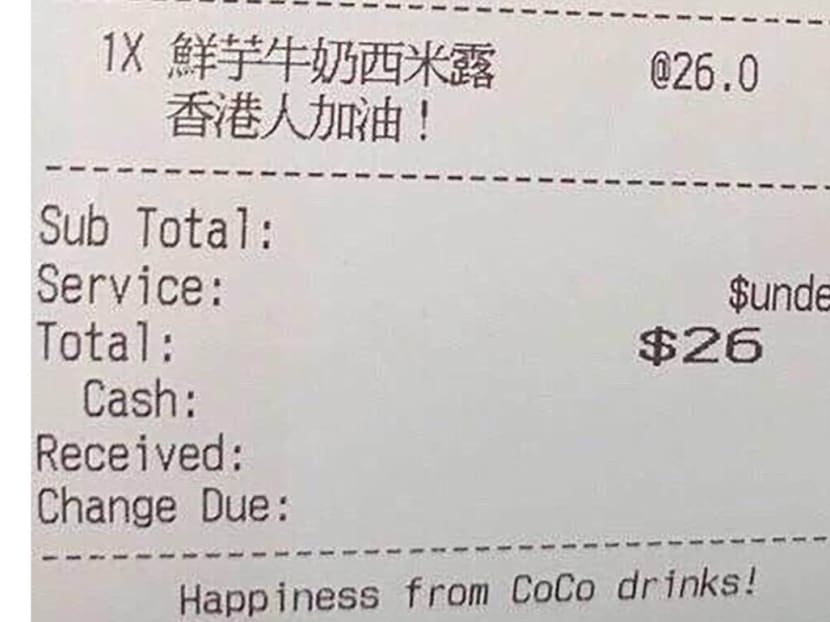 1X 鮮芋牛奶西米露 @26.0
香港人加油！
Sub Total:
Service: $unde
Total: $26
Cash:
Received:
Change Due:
Happiness from CoCo drinks!